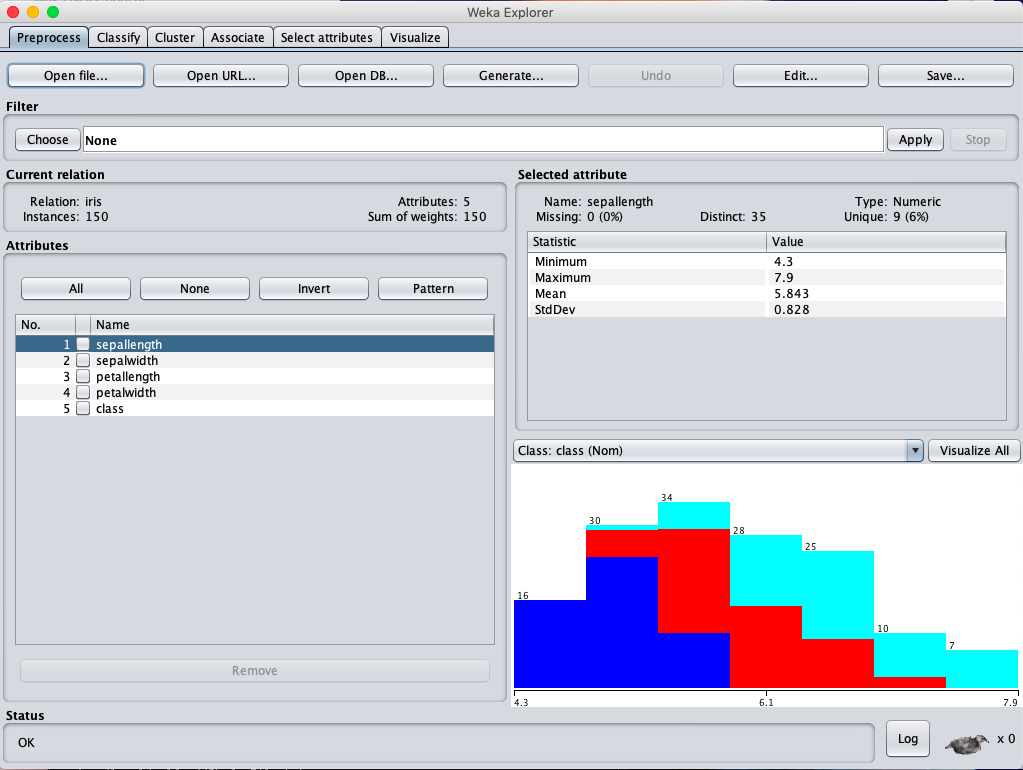 Weka Explorer
Preprocess Classify Cluster Associate Select attributes Visualize
Open file... Open URL... Open DB... Generate... Undo Edit... Save...
Filter
Choose None Apply Stop
Current relation
Relation: iris Attributes: 5
Instances: 150 Sum of weights: 150
Attributes
All None Invert Pattern
No. Name
1 sepallength
2 sepalwidth
3 petallength
4 petalwidth
5 class
Remove
Selected attribute
Name: sepallength Type: Numeric
Missing: 0 (0%) Distinct: 35 Unique: 9 (6%)
Statistic Value
Minimum 4.3
Maximum 7.9
Mean 5.843
StdDev 0.828
Class: class (Nom) Visualize All
16 30 34 28 25 10 7
4.3 6.1 7.9
Status
OK Log x 0